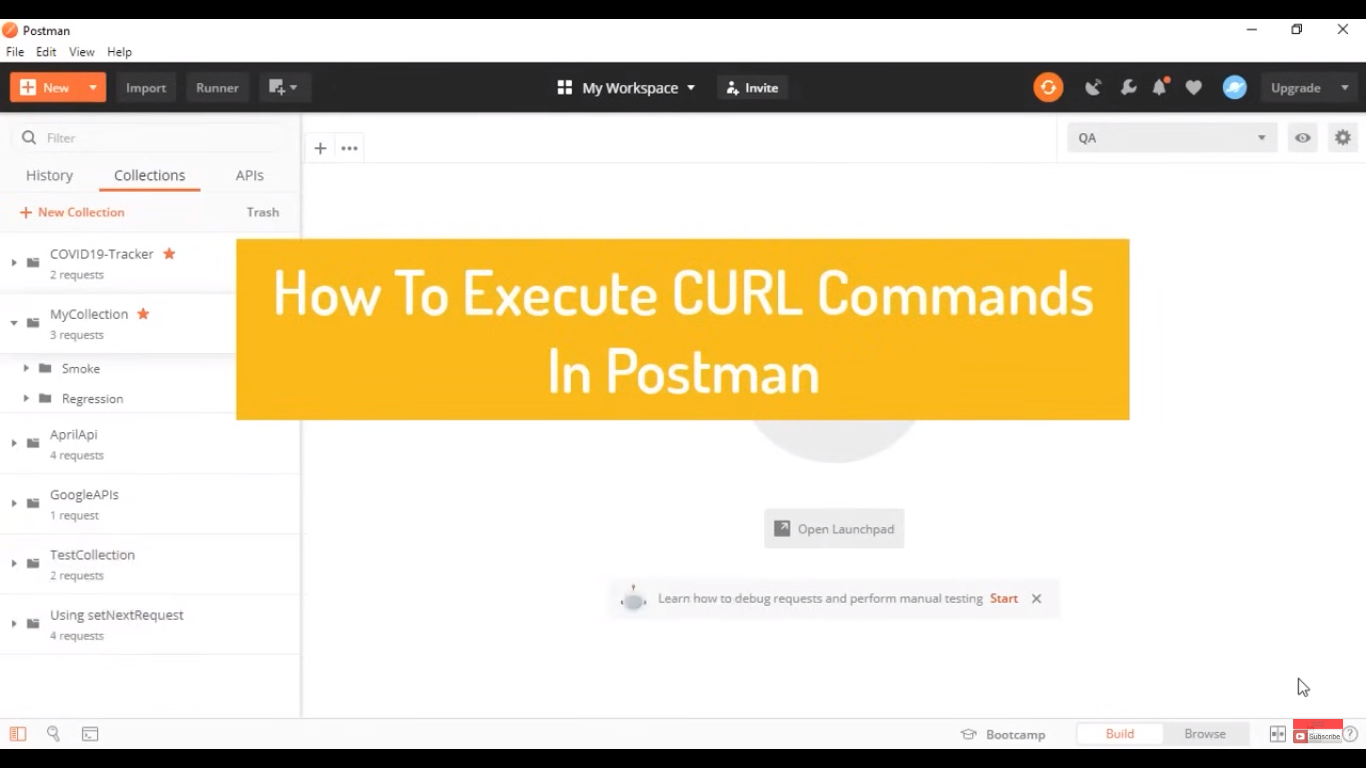 Postman
File Edit View Help
New Import Runner My Workspace Invite Upgrade
Filter
QA
History Collections APIs
New Collection Trash
COVID19-Tracker
2 requests
MyCollection
3 requests
Smoke
Regression
AprilApi
4 requests
GoogleAPIs
1 request
TestCollection
2 requests
Using setNextRequest
4 requests
How To Execute CURL Commands
In Postman
Open Launchpad
Learn how to debug requests and perform manual testing Start
Bootcamp Build Browse
Subscribe